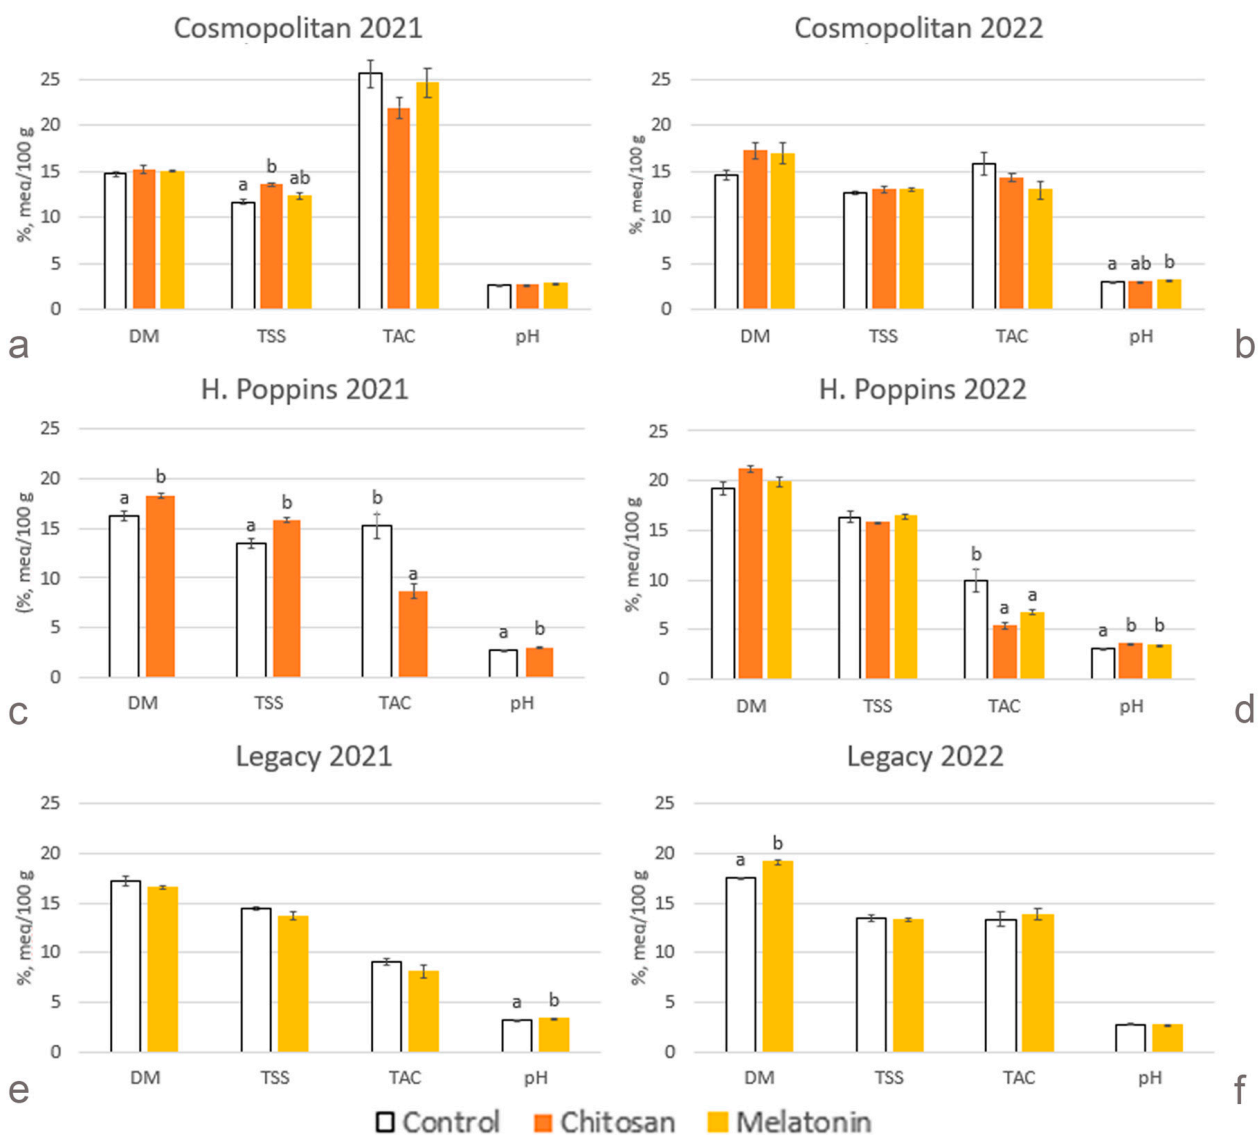 Cosmopolitan 2021
%, meq/100 g
25
20
15
10
5
0
a b ab
DM TSS TAC pH
a
Cosmopolitan 2022
%, meq/100 g
25
20
15
10
5
0
a ab b
DM TSS TAC pH
b
H. Poppins 2021
(%, meq/100 g
25
20
15
10
5
0
a b a b b a a b
DM TSS TAC pH
c
H. Poppins 2022
%, meq/100 g
25
20
15
10
5
0
b a a a b b
DM TSS TAC pH
d
Legacy 2021
%, meq/100 g
25
20
15
10
5
0
a b
DM TSS TAC pH
e
Legacy 2022
%, meq/100 g
25
20
15
10
5
0
a b
DM TSS TAC pH
f
Control Chitosan Melatonin